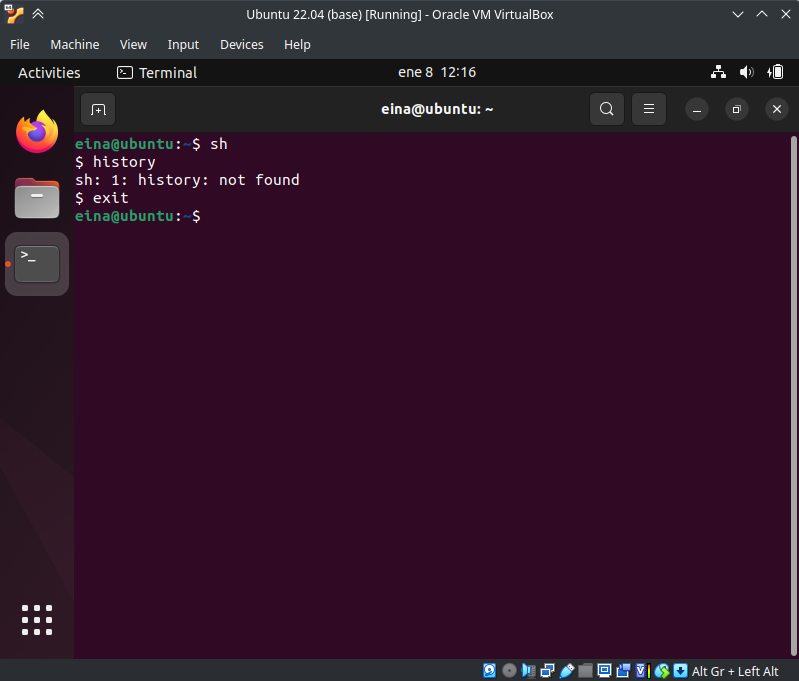 Ubuntu 22.04 (base) [Running] - Oracle VM VirtualBox
File Machine View Input Devices Help
Activities Terminal ene 8 12:16
eina@ubuntu: ~
eina@ubuntu:~$ sh
$ history
sh: 1: history: not found
$ exit
eina@ubuntu:~$
Alt Gr + Left Alt